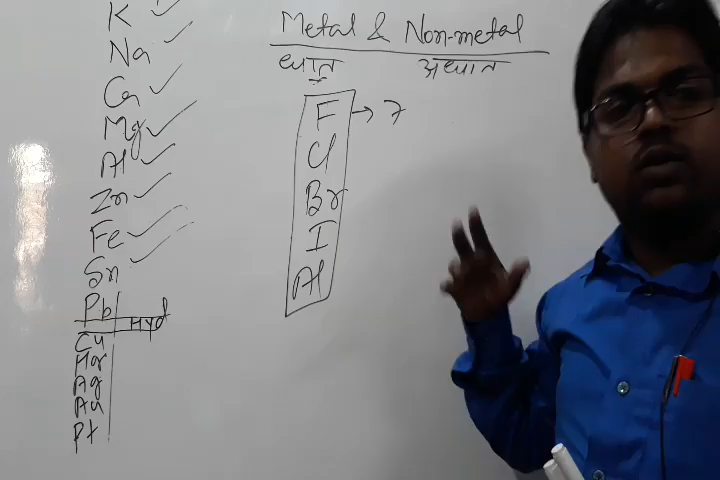 Metal & Non-metal
धातु अधातु
K
Na
Ca
Mg
Al
Zn
Fe
Sn
Pb Hyd
Cu
Hg
Ag
Au
Pt
F → 7
Cl
Br
I
At